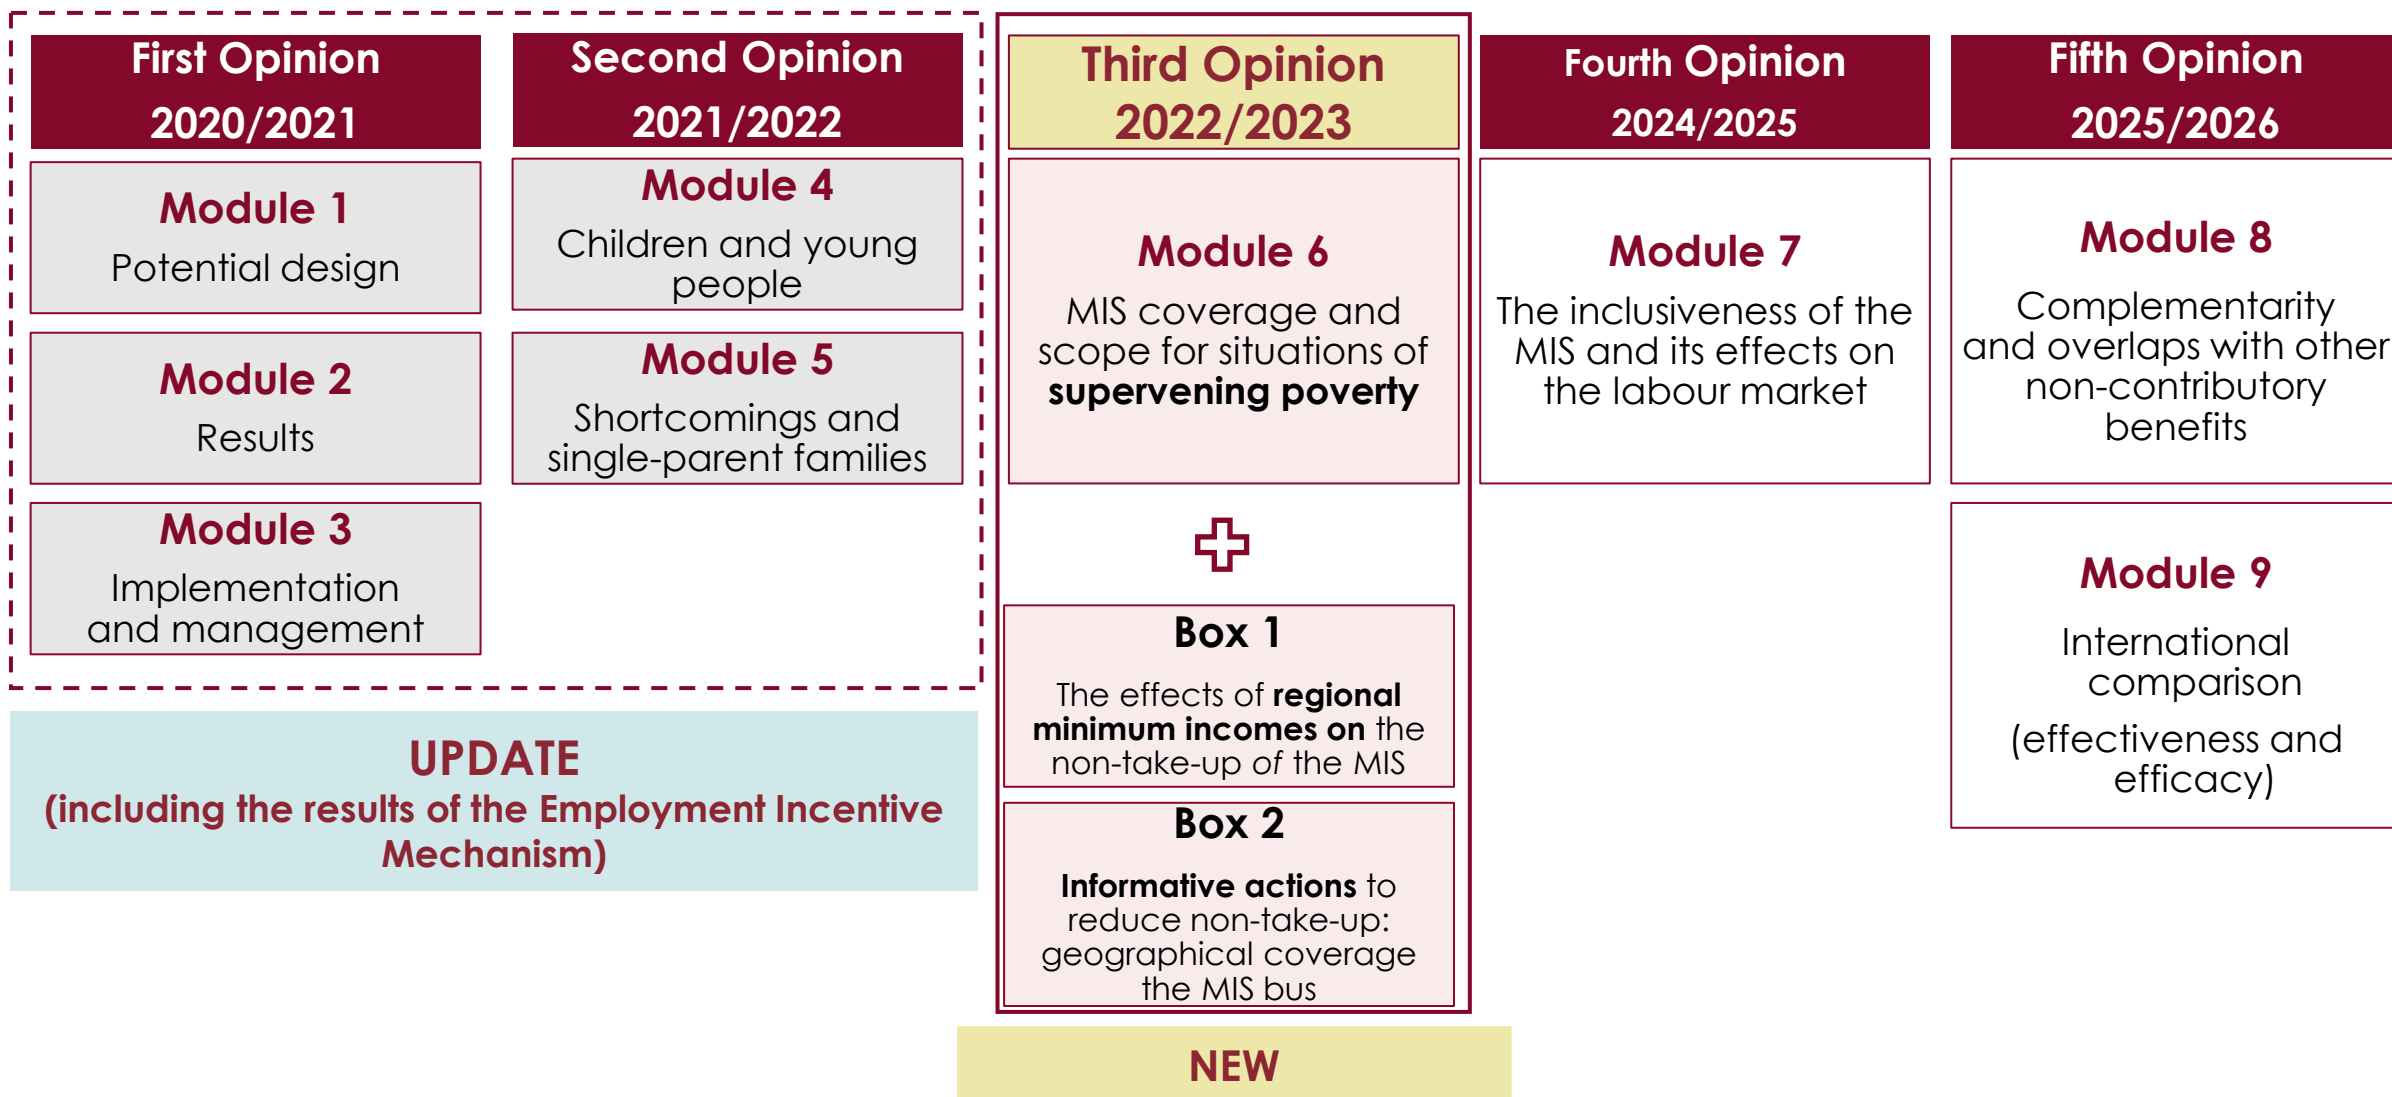 First Opinion
2020/2021
Module 1
Potential design
Module 2
Results
Module 3
Implementation
and management
Second Opinion
2021/2022
Module 4
Children and young
people
Module 5
Shortcomings and
single-parent families
UPDATE
(including the results of the Employment Incentive
Mechanism)
Third Opinion
2022/2023
Module 6
MIS coverage and
scope for situations of
supervening poverty
Box 1
The effects of regional
minimum incomes on the
non-take-up of the MIS
Box 2
Informative actions to
reduce non-take-up:
geographical coverage
the MIS bus
NEW
Fourth Opinion
2024/2025
Module 7
The inclusiveness of the
MIS and its effects on
the labour market
Fifth Opinion
2025/2026
Module 8
Complementarity
and overlaps with other
non-contributory
benefits
Module 9
International
comparison
(effectiveness and
efficacy)